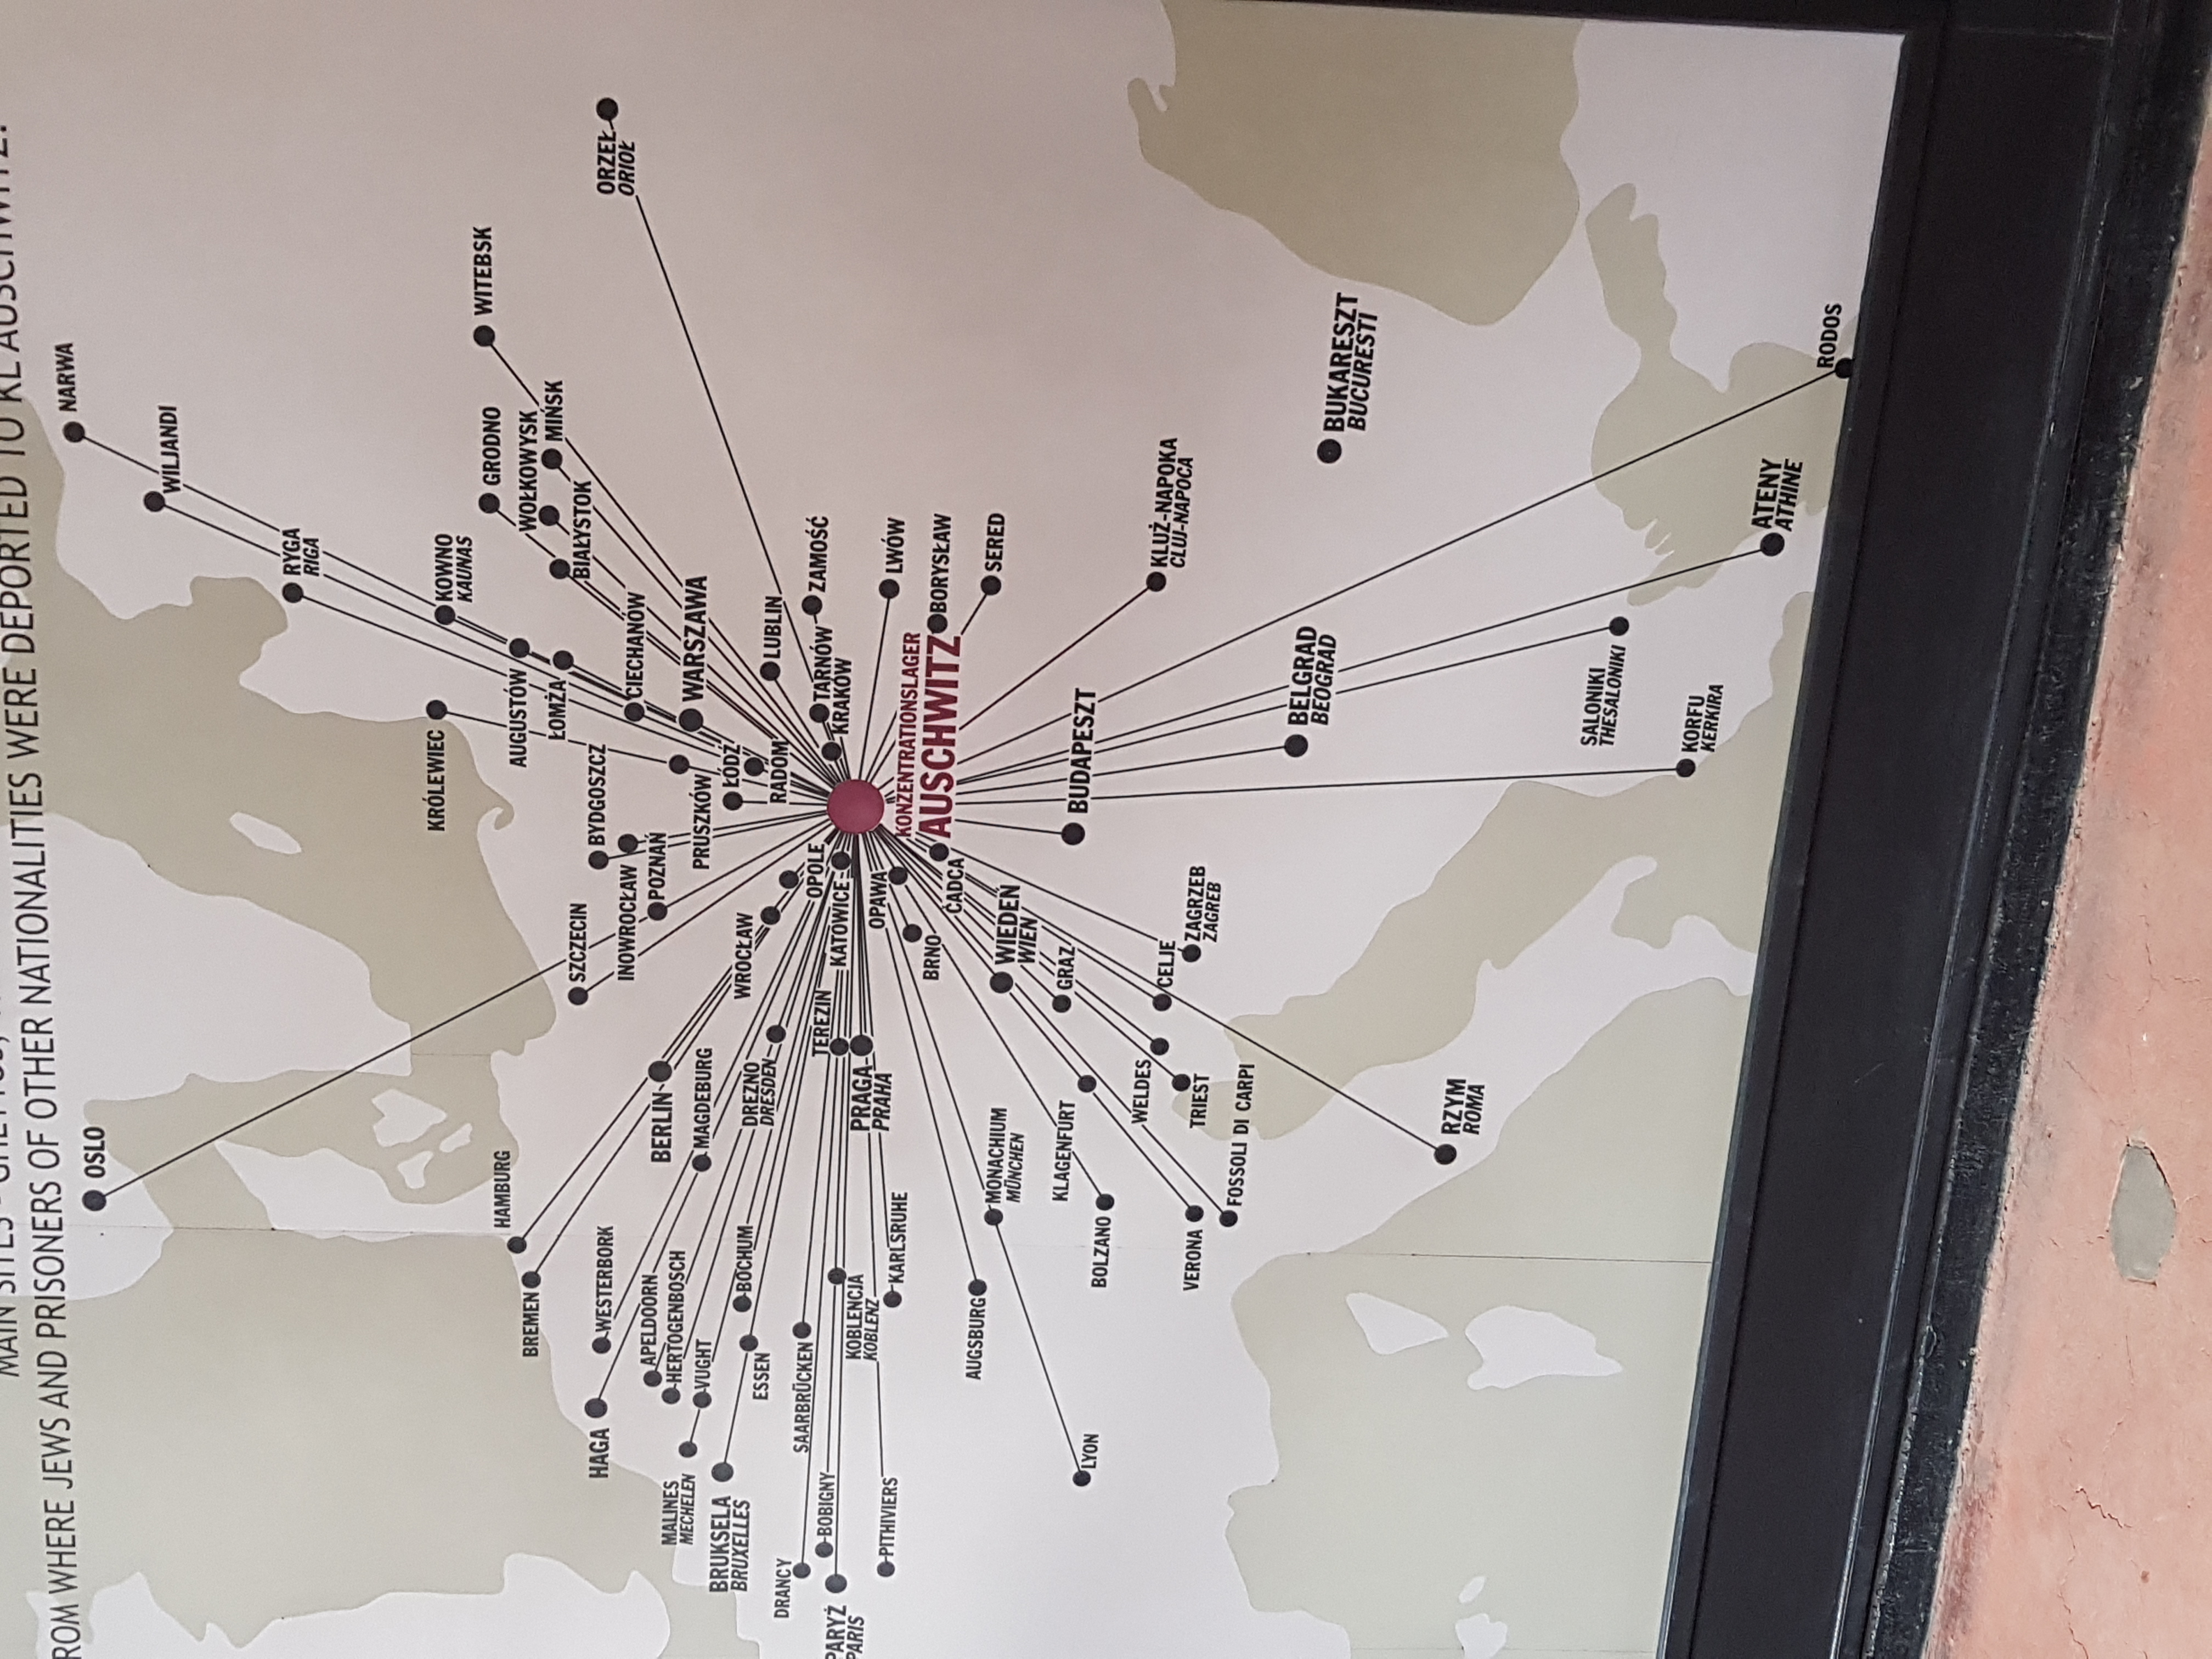 MAIN SITES - GHETTOS,
FROM WHERE JEWS AND PRISONERS OF OTHER NATIONALITIES WERE DEPORTED TO KL AUSCHWITZ.
OSLO
NARWA
WILJANDI
RYGA
RIGA
KRÓLEWIEC
KOWNO
KAUNAS
GRODNO
WITEBSK
HAMBURG
BREMEN
AUGUSTÓW
WOŁKOWYSK
ŁOMŻA
MIŃSK
BIAŁYSTOK
SZCZECIN
HAGA
WESTERBORK
BYDGOSZCZ
ORZEŁ
ORIOŁ
INOWROCŁAW
CIECHANÓW
APELDOORN
BERLIN
POZNAŃ
MALINES
MECHELEN
HERTOGENBOSCH
VUGHT
MAGDEBURG
PRUSZKÓW
WARSZAWA
BRUKSELA
BRUXELLES
BOCHUM
ESSEN
DREZNO
DRESDEN
WROCŁAW
ŁÓDŹ
RADOM
LUBLIN
DRANCY
SAARBRÜCKEN
OPOLE
TEREZIN
TARNÓW
ZAMOŚĆ
PARYŻ
PARIS
BOBIGNY
KATOWICE
KRAKÓW
KOBLENCJA
KOBLENZ
PRAGA
PRAHA
OPAWA
PITHIVIERS
KARLSRUHE
LWÓW
KONZENTRATIONSLAGER
AUSCHWITZ
BORYSŁAW
BRNO
ČADCA
AUGSBURG
SERED
MONACHIUM
MÜNCHEN
WIEDEŃ
WIEN
KLAGENFURT
GRAZ
LYON
BOLZANO
BUDAPESZT
WELDES
CELJE
KLUŻ-NAPOKA
CLUJ-NAPOCA
VERONA
TRIEST
ZAGRZEB
ZAGREB
FOSSOLI DI CARPI
BELGRAD
BEOGRAD
BUKARESZT
BUCURESTI
RZYM
ROMA
SALONIKI
THESALONIKI
KORFU
KERKIRA
ATENY
ATHINE
RODOS